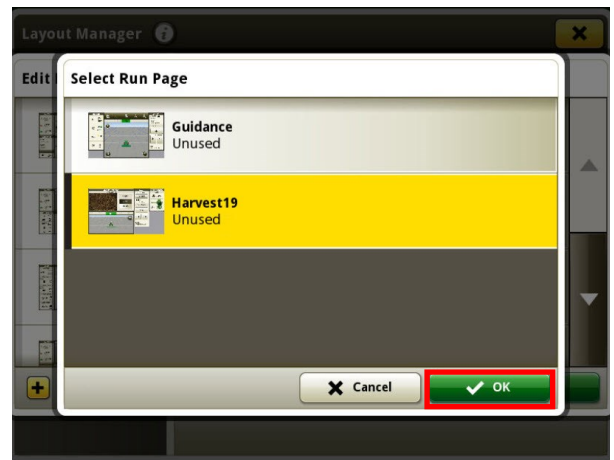 Layout Manager
Edit
Select Run Page
Guidance
Unused
Harvest19
Unused
Cancel
OK